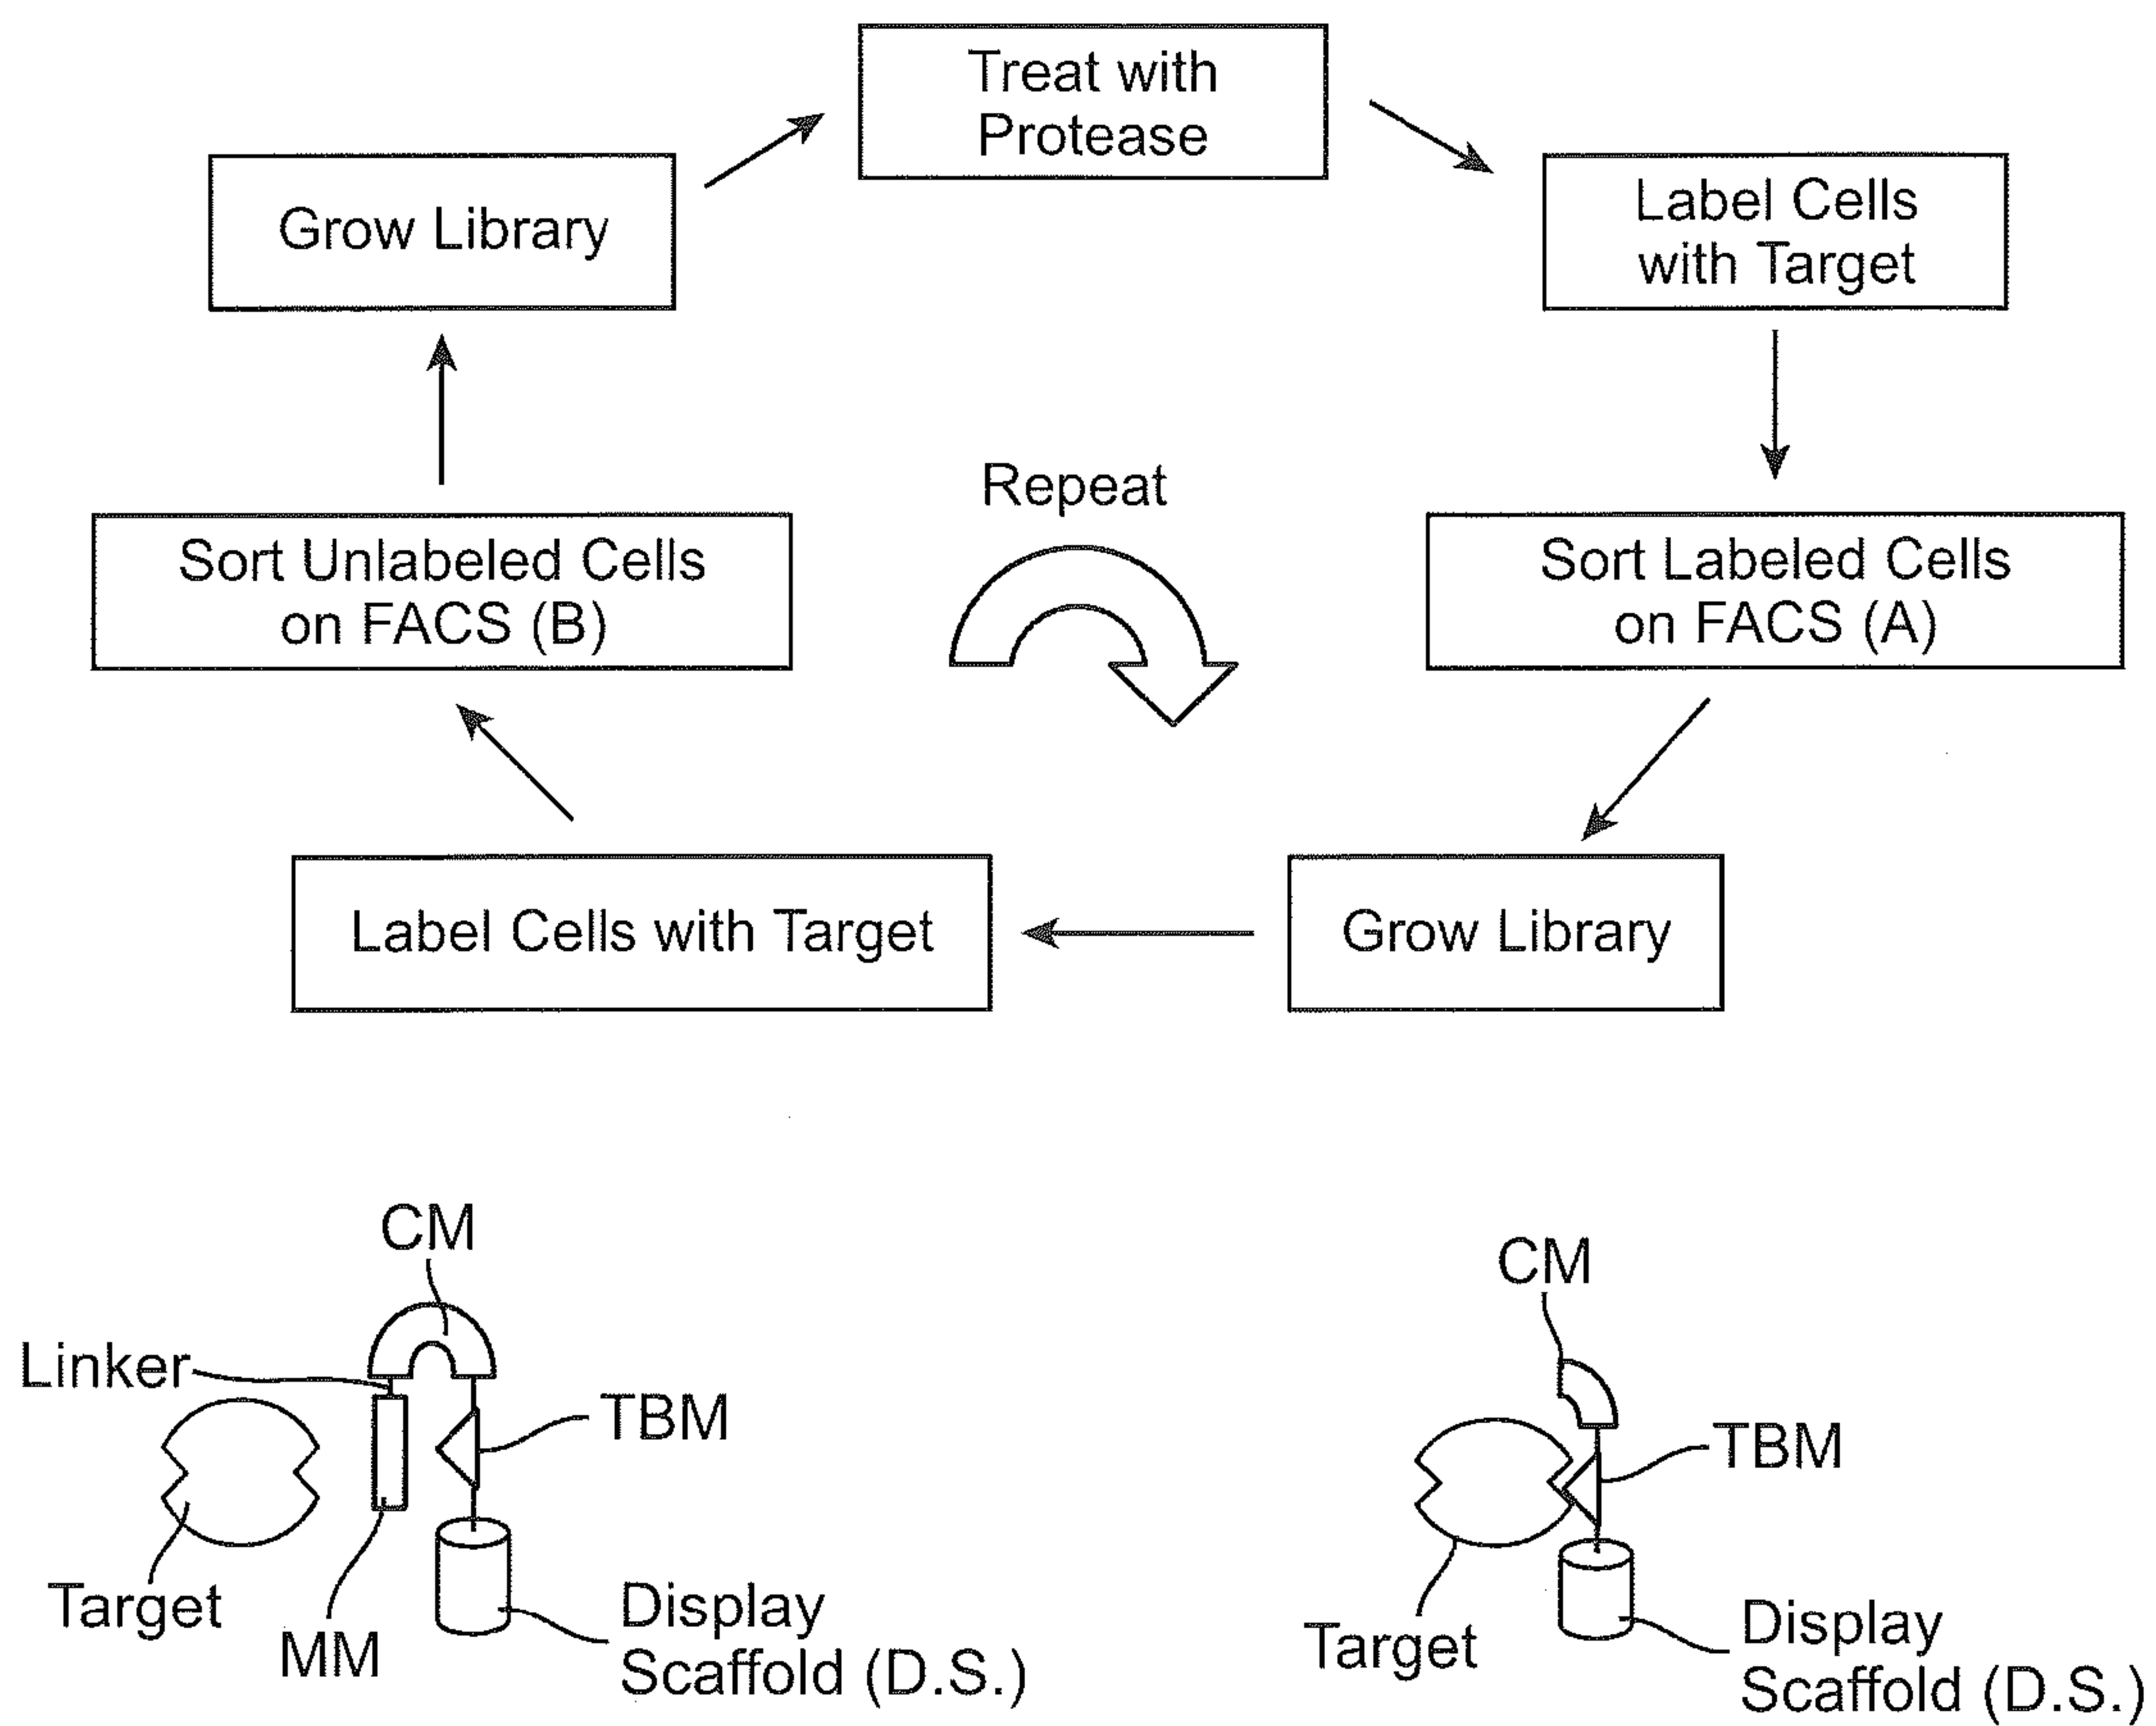 Treat with
Protease
Grow Library
Label Cells
with Target
Repeat
Sort Unlabeled Cells
on FACS (B)
Sort Labeled Cells
on FACS (A)
Label Cells with Target
Grow Library
CM
Linker
TBM
Target
MM
Display
Scaffold (D.S.)
CM
TBM
Target
Display
Scaffold (D.S.)